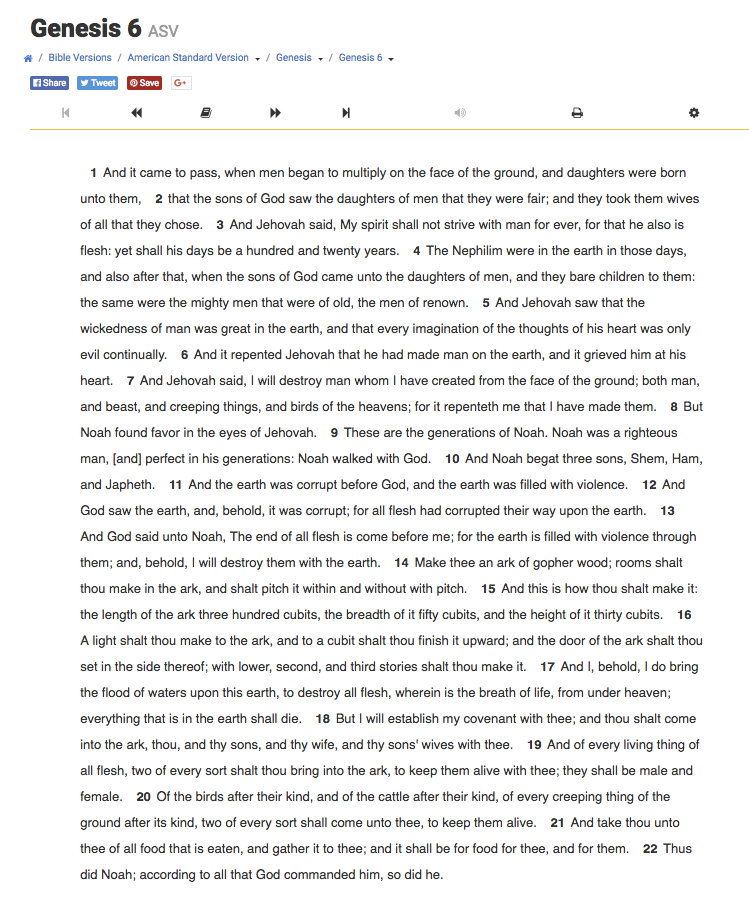 Genesis 6 ASV
/ Bible Versions / American Standard Version / Genesis / Genesis 6
Share Tweet Save G+
1 And it came to pass, when men began to multiply on the face of the ground, and daughters were born
unto them, 2 that the sons of God saw the daughters of men that they were fair; and they took them wives
of all that they chose. 3 And Jehovah said, My spirit shall not strive with man for ever, for that he also is
flesh: yet shall his days be a hundred and twenty years. 4 The Nephilim were in the earth in those days,
and also after that, when the sons of God came unto the daughters of men, and they bare children to them:
the same were the mighty men that were of old, the men of renown. 5 And Jehovah saw that the
wickedness of man was great in the earth, and that every imagination of the thoughts of his heart was only
evil continually. 6 And it repented Jehovah that he had made man on the earth, and it grieved him at his
heart. 7 And Jehovah said, I will destroy man whom I have created from the face of the ground; both man,
and beast, and creeping things, and birds of the heavens; for it repenteth me that I have made them. 8 But
Noah found favor in the eyes of Jehovah. 9 These are the generations of Noah. Noah was a righteous
man, [and] perfect in his generations: Noah walked with God. 10 And Noah begat three sons, Shem, Ham,
and Japheth. 11 And the earth was corrupt before God, and the earth was filled with violence. 12 And
God saw the earth, and, behold, it was corrupt; for all flesh had corrupted their way upon the earth. 13
And God said unto Noah, The end of all flesh is come before me; for the earth is filled with violence through
them; and, behold, I will destroy them with the earth. 14 Make thee an ark of gopher wood; rooms shalt
thou make in the ark, and shalt pitch it within and without with pitch. 15 And this is how thou shalt make it:
the length of the ark three hundred cubits, the breadth of it fifty cubits, and the height of it thirty cubits. 16
A light shalt thou make to the ark, and to a cubit shalt thou finish it upward; and the door of the ark shalt thou
set in the side thereof; with lower, second, and third stories shalt thou make it. 17 And I, behold, I do bring
the flood of waters upon this earth, to destroy all flesh, wherein is the breath of life, from under heaven;
everything that is in the earth shall die. 18 But I will establish my covenant with thee; and thou shalt come
into the ark, thou, and thy sons, and thy wife, and thy sons' wives with thee. 19 And of every living thing of
all flesh, two of every sort shalt thou bring into the ark, to keep them alive with thee; they shall be male and
female. 20 Of the birds after their kind, and of the cattle after their kind, of every creeping thing of the
ground after its kind, two of every sort shall come unto thee, to keep them alive. 21 And take thou unto
thee of all food that is eaten, and gather it to thee; and it shall be for food for thee, and for them. 22 Thus
did Noah; according to all that God commanded him, so did he.